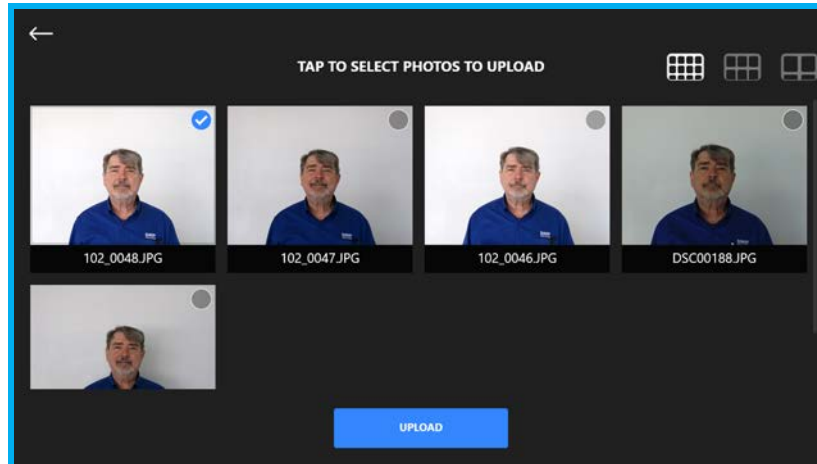 TAP TO SELECT PHOTOS TO UPLOAD
102_0048.JPG
102_0047.JPG
102_0046.JPG
DSC00188.JPG
UPLOAD